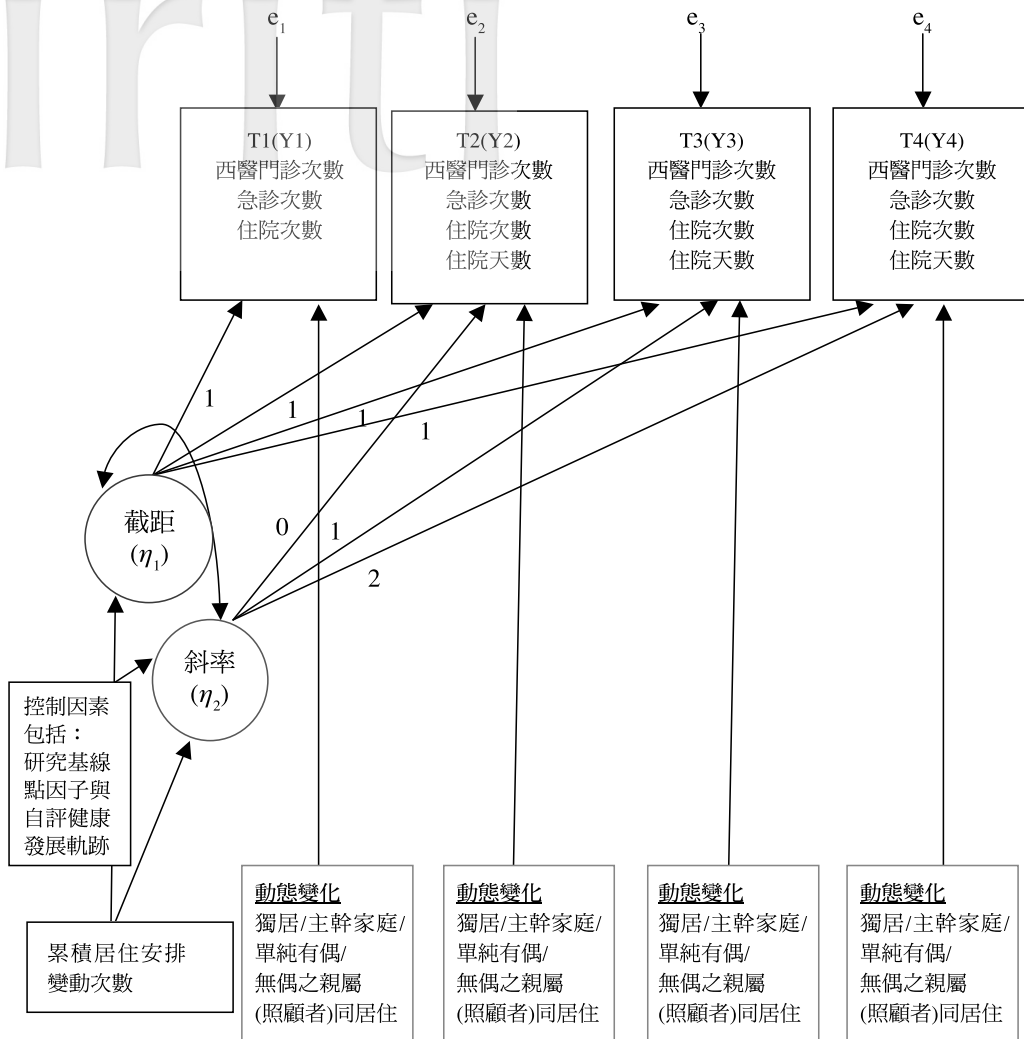 iriti
e1
e2
e3
e4
T1(Y1)
西醫門診次數
急診次數
住院次數
T2(Y2)
西醫門診次數
急診次數
住院次數
住院天數
T3(Y3)
西醫門診次數
急診次數
住院次數
住院天數
T4(Y4)
西醫門診次數
急診次數
住院次數
住院天數
1
1
1
1
截距
(η1)
0
1
2
斜率
(η2)
控制因素
包括：
研究基線
點因子與
自評健康
發展軌跡
累積居住安排
變動次數
動態變化
獨居/主幹家庭/
單純有偶/
無偶之親屬
(照顧者)同居住
動態變化
獨居/主幹家庭/
單純有偶/
無偶之親屬
(照顧者)同居住
動態變化
獨居/主幹家庭/
單純有偶/
無偶之親屬
(照顧者)同居住
動態變化
獨居/主幹家庭/
單純有偶/
無偶之親屬
(照顧者)同居住